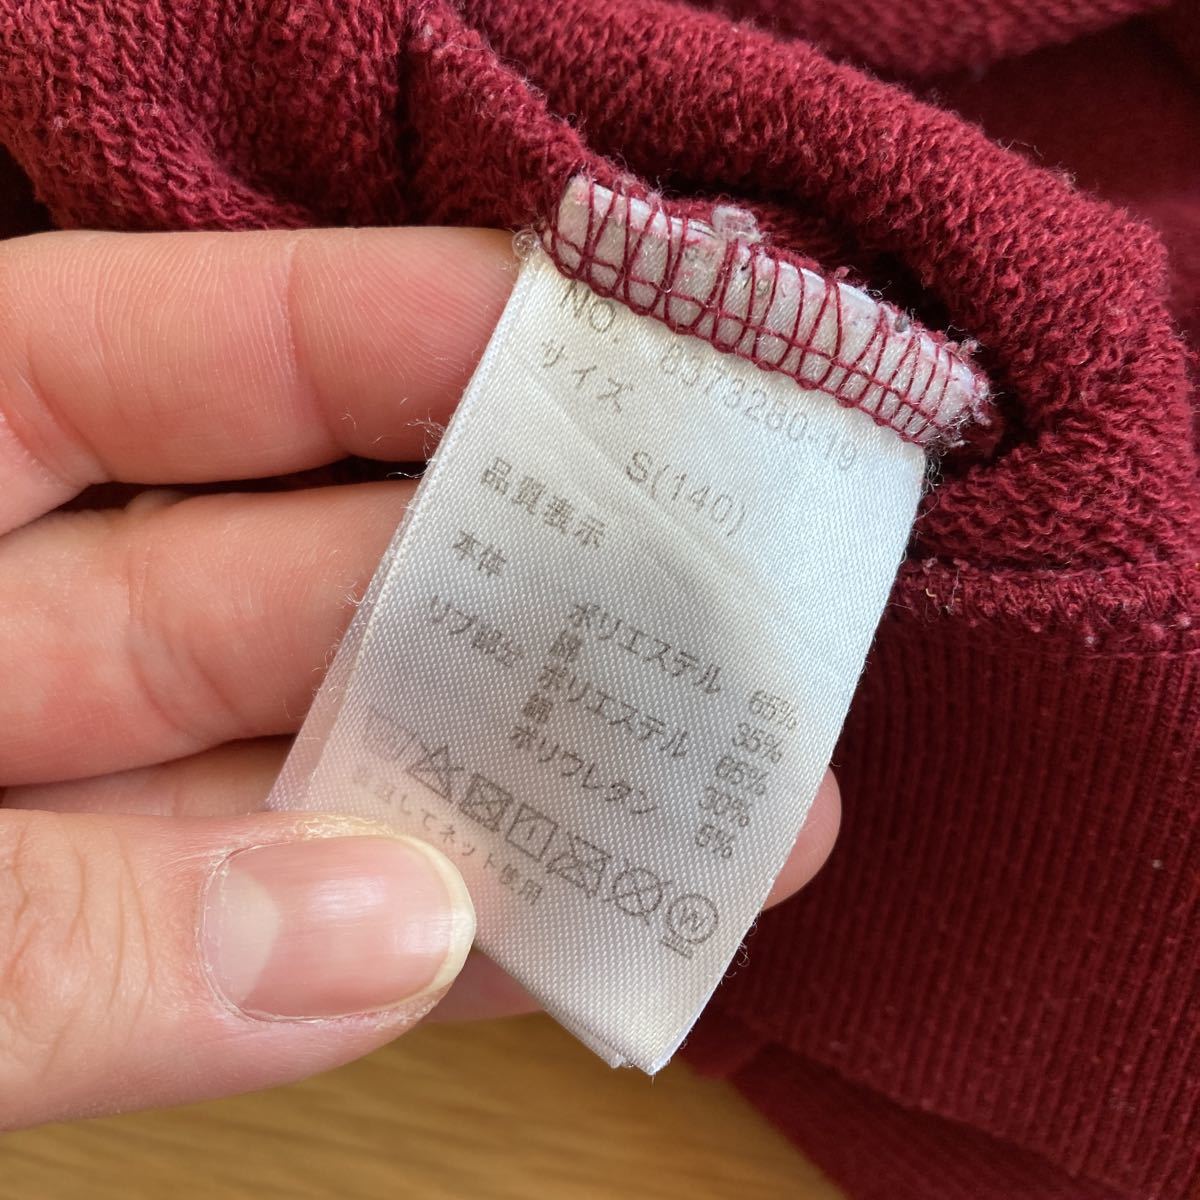 NO. 8373280-19
サイズ S(140)
品質表示
本体 ポリエステル 65%
綿 35%
リブ部分 ポリエステル 65%
綿 30%
ポリウレタン 5%
W
してネット使用